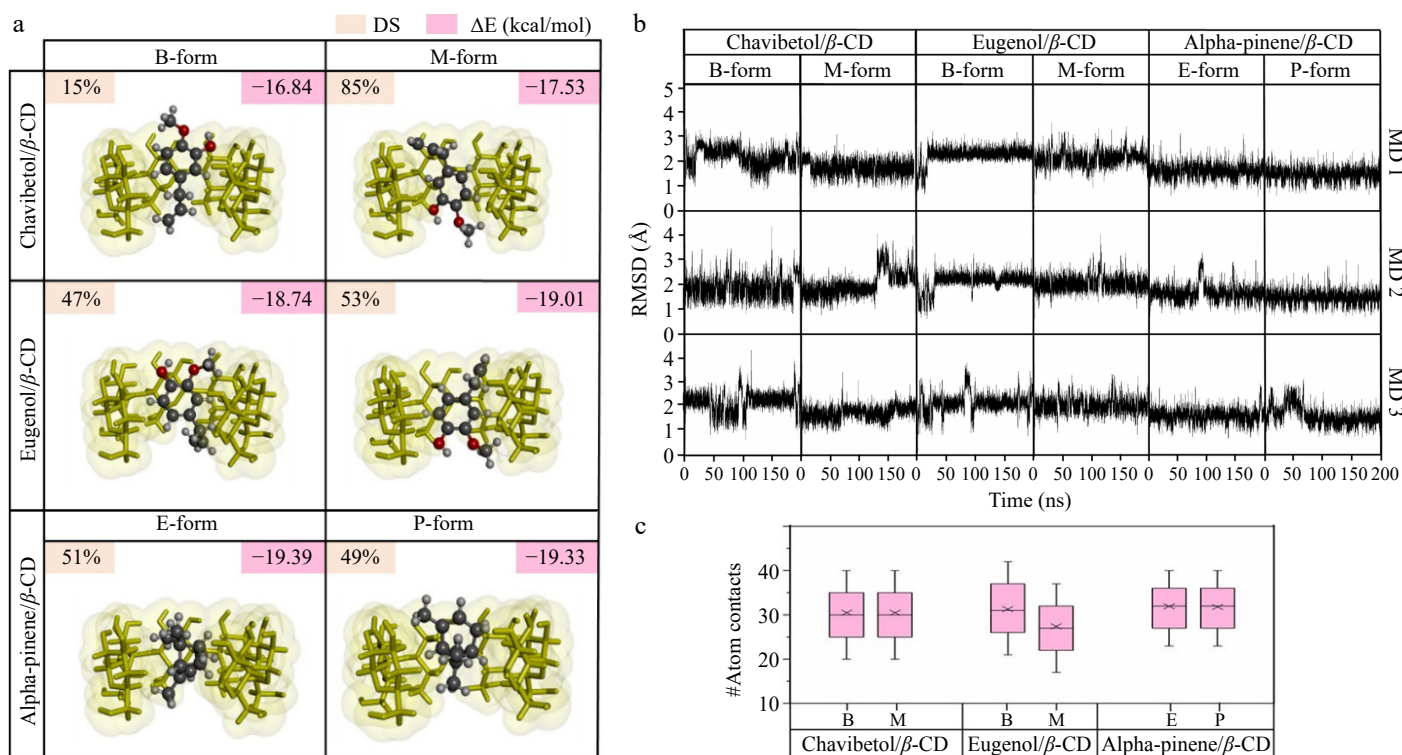 a
DS
ΔE (kcal/mol)
B-form M-form
Chavibetol/β-CD
15% −16.84 85% −17.53
Eugenol/β-CD
47% −18.74 53% −19.01
E-form P-form
Alpha-pinene/β-CD
51% −19.39 49% −19.33
b
Chavibetol/β-CD Eugenol/β-CD Alpha-pinene/β-CD
B-form M-form B-form M-form E-form P-form
RMSD (Å)
5
4
3
2
1
0
MD 1
4
3
2
1
0
MD 2
4
3
2
1
0
MD 3
0 50 100 150 0 50 100 150 0 50 100 150 0 50 100 150 0 50 100 150 0 50 100 150 200
Time (ns)
c
#Atom contacts
40
30
20
10
B M B M E P
Chavibetol/β-CD Eugenol/β-CD Alpha-pinene/β-CD